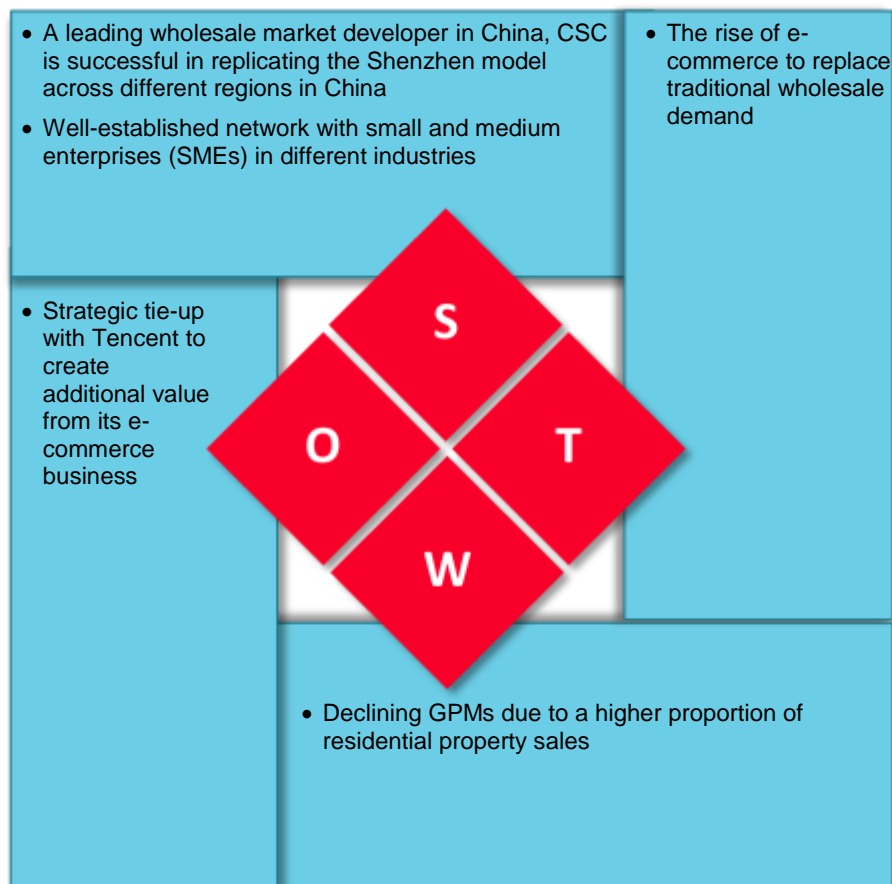 • A leading wholesale market developer in China, CSC
is successful in replicating the Shenzhen model
across different regions in China
• Well-established network with small and medium
enterprises (SMEs) in different industries
• The rise of e-
commerce to replace
traditional wholesale
demand
• Strategic tie-up
with Tencent to
create
additional value
from its e-
commerce
business
S
O
T
W
• Declining GPMs due to a higher proportion of
residential property sales